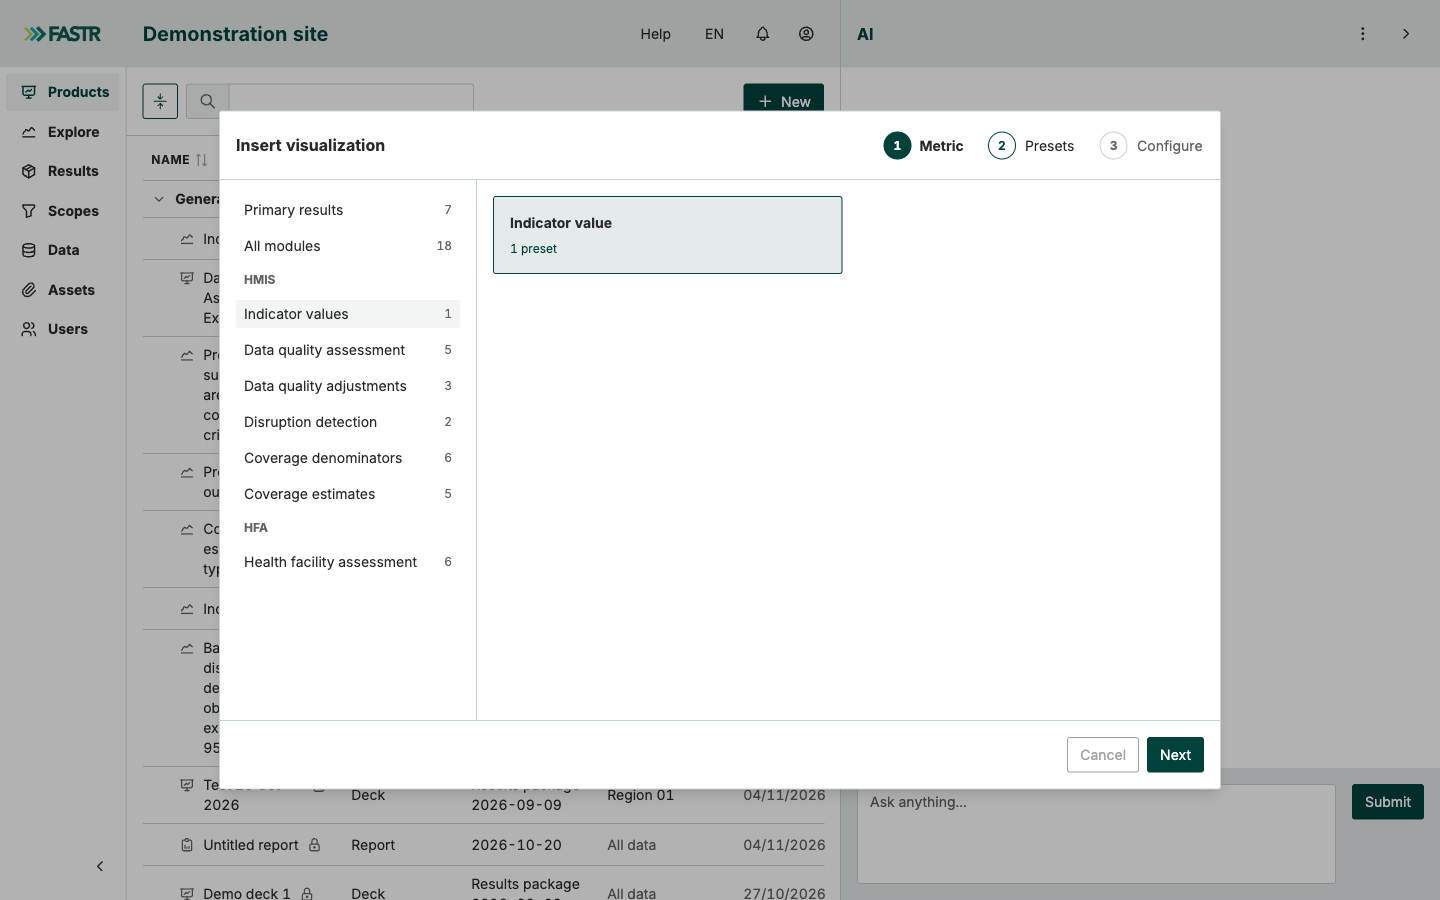 FASTR
Demonstration site
Help
EN
AI
Products
Explore
Results
Scopes
Data
Assets
Users
New
NAME
Insert visualization
1 Metric
2 Presets
3 Configure
Primary results 7
All modules 18
HMIS
Indicator values 1
Data quality assessment 5
Data quality adjustments 3
Disruption detection 2
Coverage denominators 6
Coverage estimates 5
HFA
Health facility assessment 6
Indicator value
1 preset
Cancel
Next
2026
Deck
2026-09-09
Region 01
04/11/2026
Untitled report
Report
2026-10-20
All data
04/11/2026
Demo deck 1
Deck
Results package
All data
27/10/2026
Ask anything...
Submit